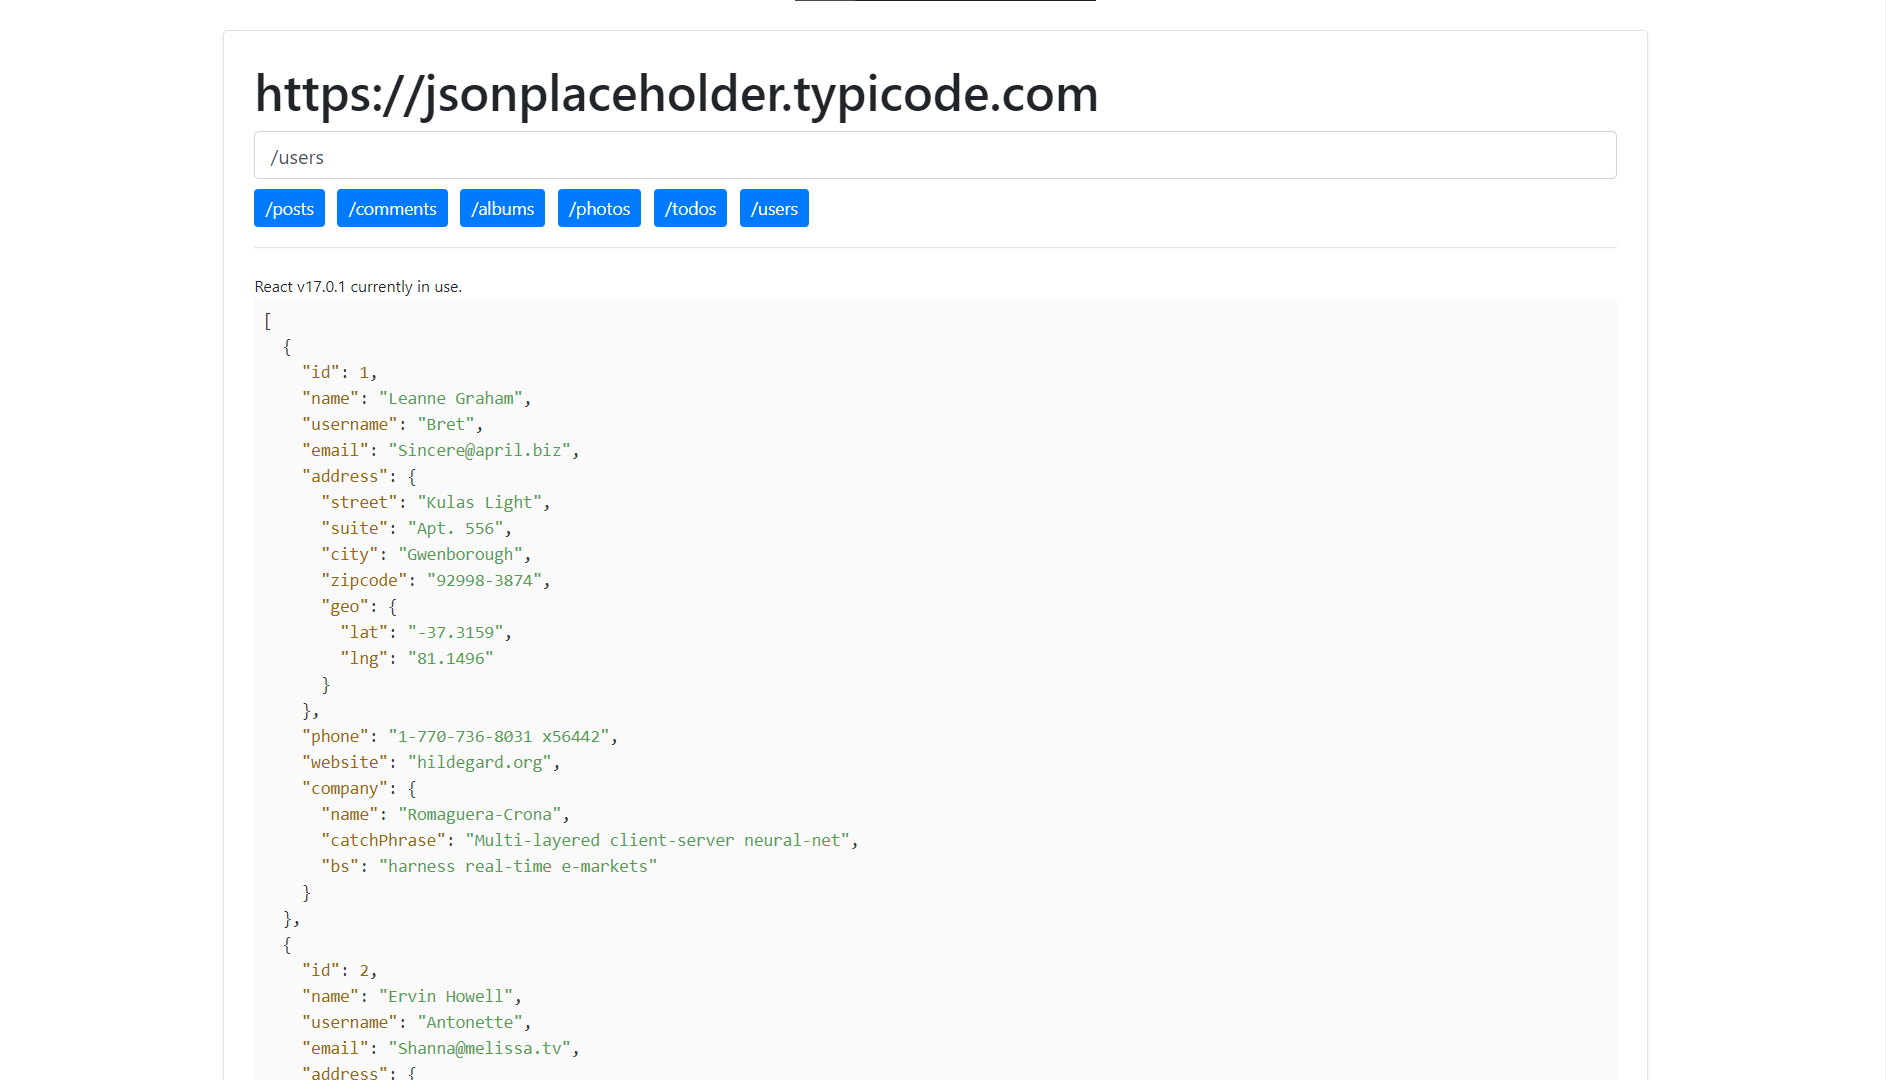 https://jsonplaceholder.typicode.com
/users
/posts /comments /albums /photos /todos /users
React v17.0.1 currently in use.
[
  {
    "id": 1,
    "name": "Leanne Graham",
    "username": "Bret",
    "email": "Sincere@april.biz",
    "address": {
      "street": "Kulas Light",
      "suite": "Apt. 556",
      "city": "Gwenborough",
      "zipcode": "92998-3874",
      "geo": {
        "lat": "-37.3159",
        "lng": "81.1496"
      }
    },
    "phone": "1-770-736-8031 x56442",
    "website": "hildegard.org",
    "company": {
      "name": "Romaguera-Crona",
      "catchPhrase": "Multi-layered client-server neural-net",
      "bs": "harness real-time e-markets"
    }
  },
  {
    "id": 2,
    "name": "Ervin Howell",
    "username": "Antonette",
    "email": "Shanna@melissa.tv",
    "address": {